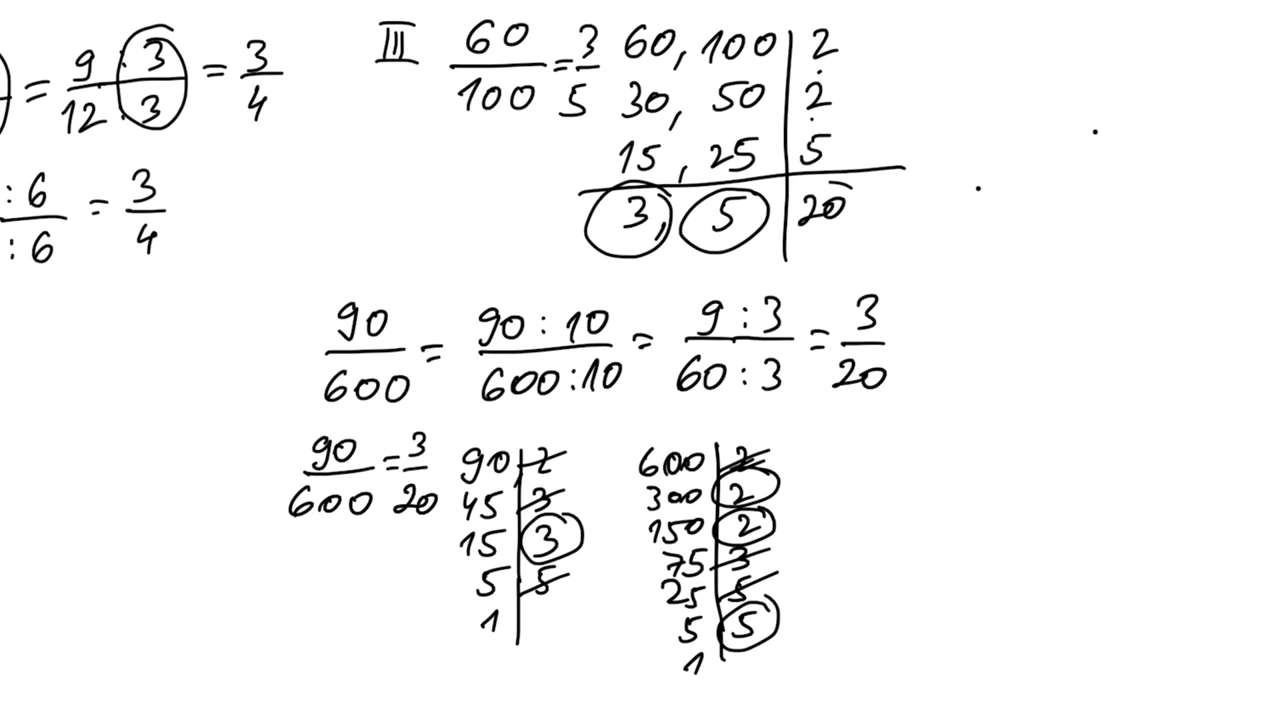 = 9 : 3 / 12 : 3 = 3/4
: 6 / : 6 = 3/4
III 60/100 = 3/5
60, 100 | 2
30, 50 | 2
15, 25 | 5
3, 5 | 20
90/600 = 90 : 10 / 600 : 10 = 9 : 3 / 60 : 3 = 3/20
90/600 = 3/20
90 | 2
45 | 3
15 | 3
5 | 5
1
600 | 2
300 | 2
150 | 2
75 | 3
25 | 5
5 | 5
1